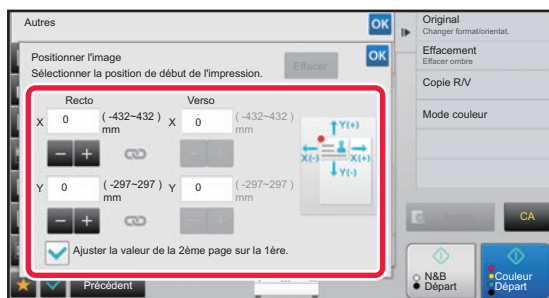 Autres
OK
Positionner l'image
Sélectionner la position de début de l'impression.
Effacer
OK
Recto
Verso
X
0
( -432~432 )
mm
X
0
( -432~432 )
mm
Y(+)
X(-)
X(+)
Y(-)
Y
0
( -297~297 )
mm
Y
0
( -297~297 )
mm
Ajuster la valeur de la 2ème page sur la 1ère.
Précédent
Original
Changer format/orientat.
Effacement
Effacer ombre
Copie R/V
Mode couleur
CA
N&B
Départ
Couleur
Départ